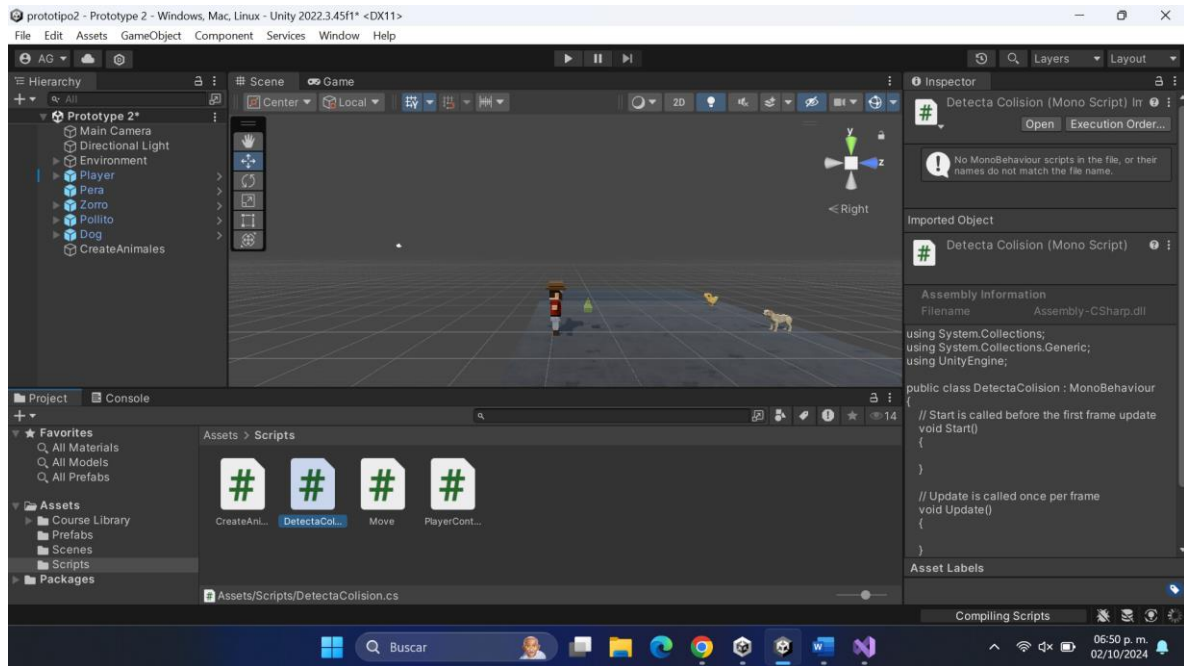 prototipo2 - Prototype 2 - Windows, Mac, Linux - Unity 2022.3.45f1* <DX11>
File Edit Assets GameObject Component Services Window Help
AG
Layers
Layout
Hierarchy
All
Prototype 2*
Main Camera
Directional Light
Environment
Player
Pera
Zorro
Pollito
Dog
CreateAnimales
Scene
Game
Center
Local
2D
y
z
Right
Inspector
Detecta Colision (Mono Script) Im
Open
Execution Order...
No MonoBehaviour scripts in the file, or their
names do not match the file name.
Imported Object
Detecta Colision (Mono Script)
Assembly Information
Filename Assembly-CSharp.dll
using System.Collections;
using System.Collections.Generic;
using UnityEngine;
public class DetectaColision : MonoBehaviour
{
// Start is called before the first frame update
void Start()
{
}
// Update is called once per frame
void Update()
{
}
Asset Labels
Project
Console
14
Favorites
All Materials
All Models
All Prefabs
Assets
Course Library
Prefabs
Scenes
Scripts
Packages
Assets > Scripts
CreateAni...
DetectaCol...
Move
PlayerCont...
Assets/Scripts/DetectaColision.cs
Compiling Scripts
Buscar
06:50 p. m.
02/10/2024